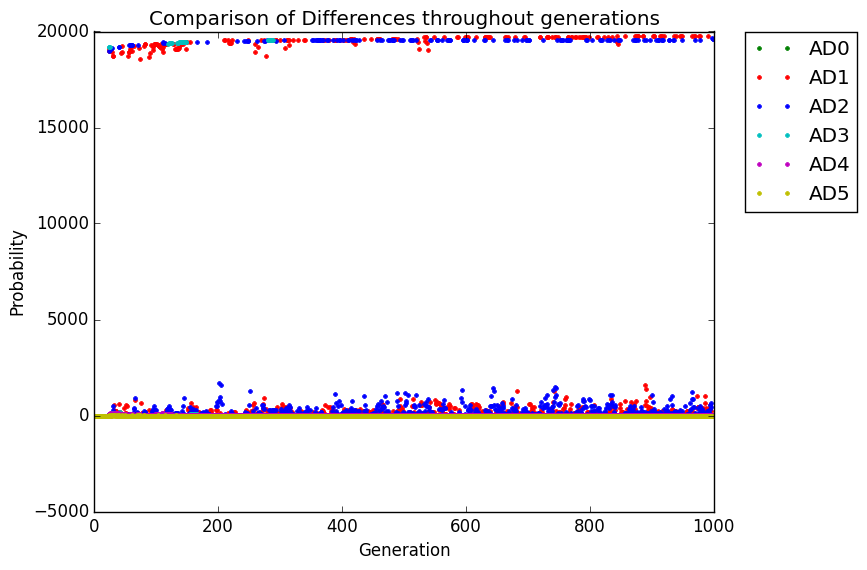 Comparison of Differences throughout generations
20000
15000
10000
5000
0
−5000
Probability
0 200 400 600 800 1000
Generation
AD0
AD1
AD2
AD3
AD4
AD5